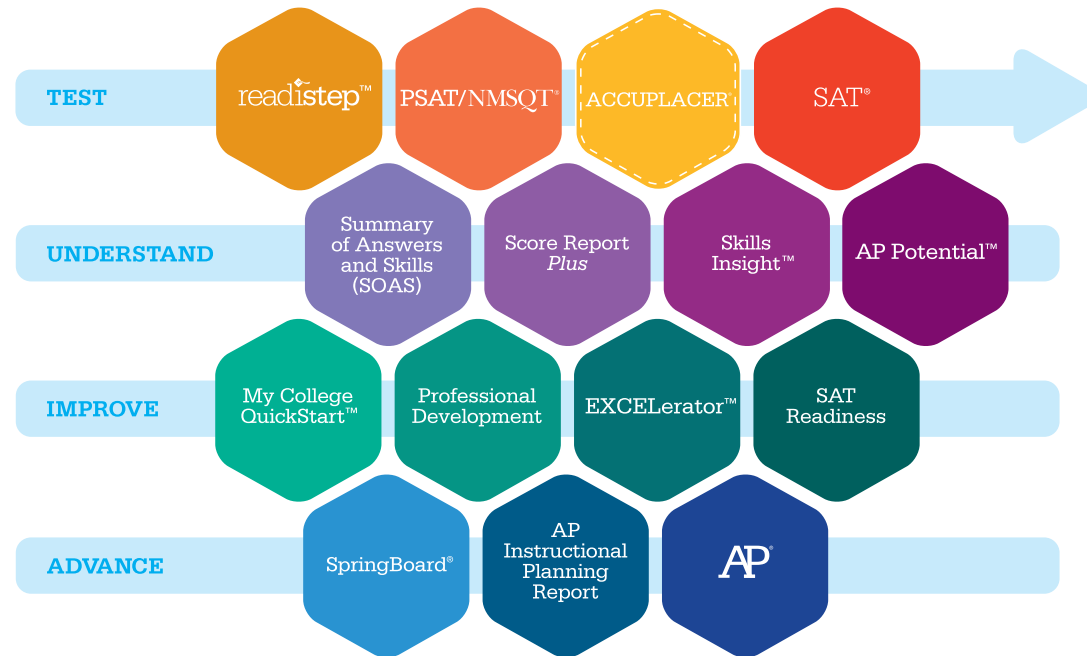 TEST
readistep™
PSAT/NMSQT®
ACCUPLACER®
SAT®
UNDERSTAND
Summary
of Answers
and Skills
(SOAS)
Score Report
Plus
Skills
Insight™
AP Potential™
IMPROVE
My College
QuickStart™
Professional
Development
EXCELerator™
SAT
Readiness
ADVANCE
SpringBoard®
AP
Instructional
Planning
Report
AP®